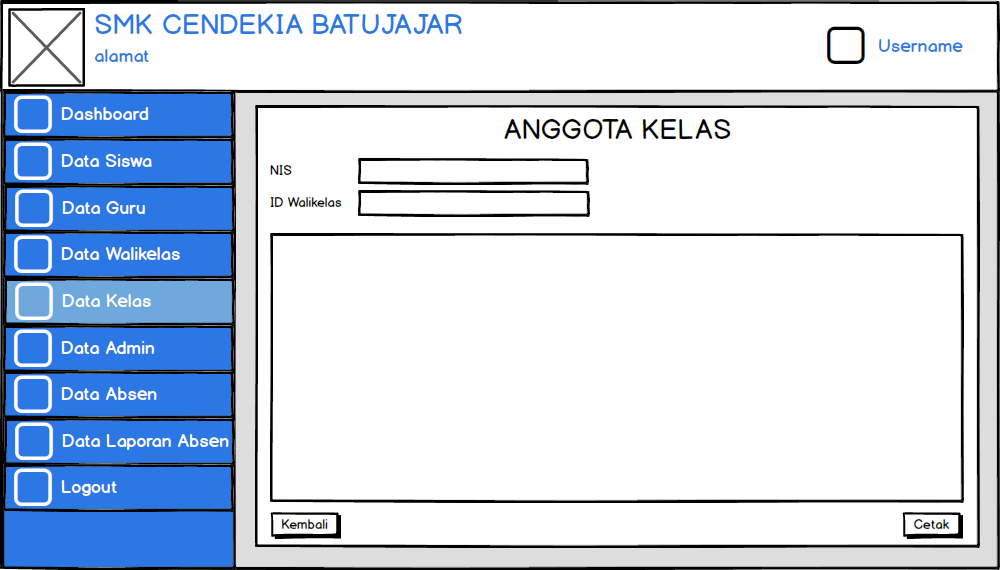 SMK CENDEKIA BATUJAJAR
alamat
Username
Dashboard
Data Siswa
Data Guru
Data Walikelas
Data Kelas
Data Admin
Data Absen
Data Laporan Absen
Logout
ANGGOTA KELAS
NIS
ID Walikelas
Kembali
Cetak